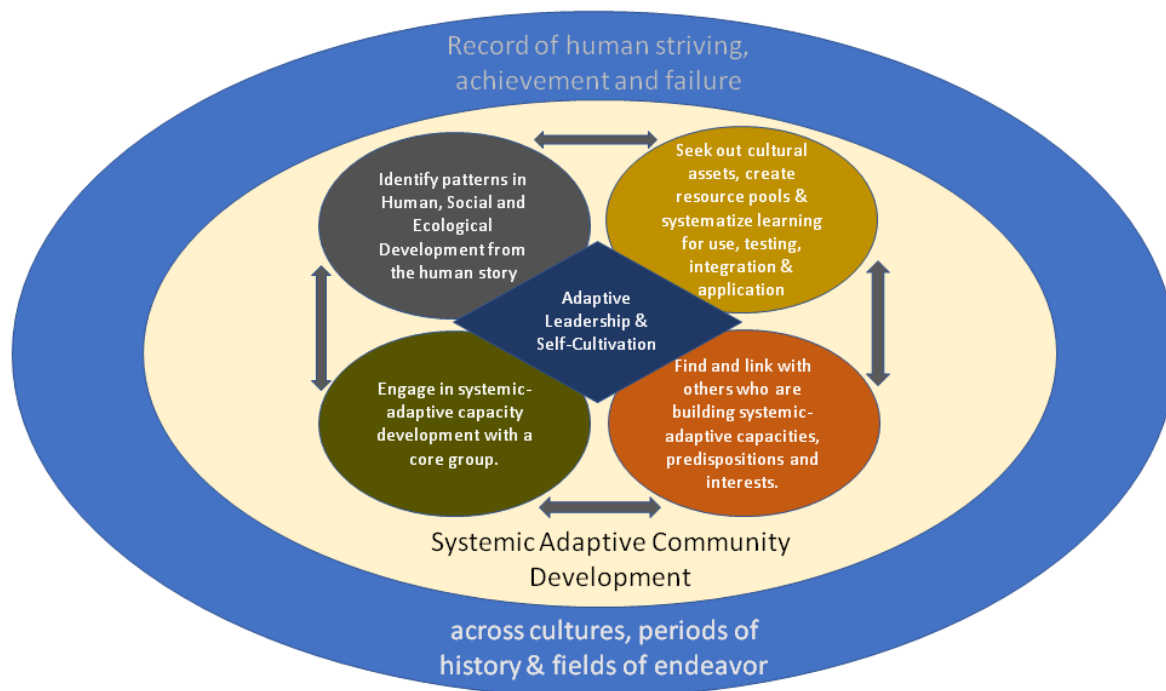 Record of human striving,
achievement and failure
Identify patterns in
Human, Social and
Ecological
Development from
the human story
Seek out cultural
assets, create
resource pools &
systematize learning
for use, testing,
integration &
application
Adaptive
Leadership &
Self-Cultivation
Engage in systemic-
adaptive capacity
development with a
core group.
Find and link with
others who are
building systemic-
adaptive capacities,
predispositions and
interests.
Systemic Adaptive Community
Development
across cultures, periods of
history & fields of endeavor